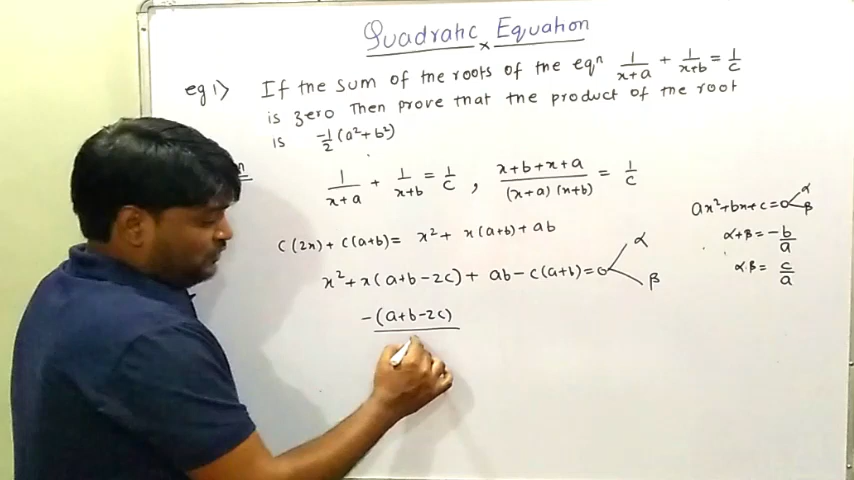 Quadratic Equation
x
eg 1> If the sum of the roots of the eqn 1/(x+a) + 1/(x+b) = 1/c
is zero Then prove that the product of the root
is -1/2 (a²+b²)
n
1/(x+a) + 1/(x+b) = 1/c , (x+b+x+a)/((x+a)(x+b)) = 1/c
c(2x) + c(a+b) = x² + x(a+b) + ab
x² + x(a+b-2c) + ab - c(a+b) = 0 α β
-(a+b-2c)
ax²+bx+c=0 α β
α+β = -b/a
α.β = c/a